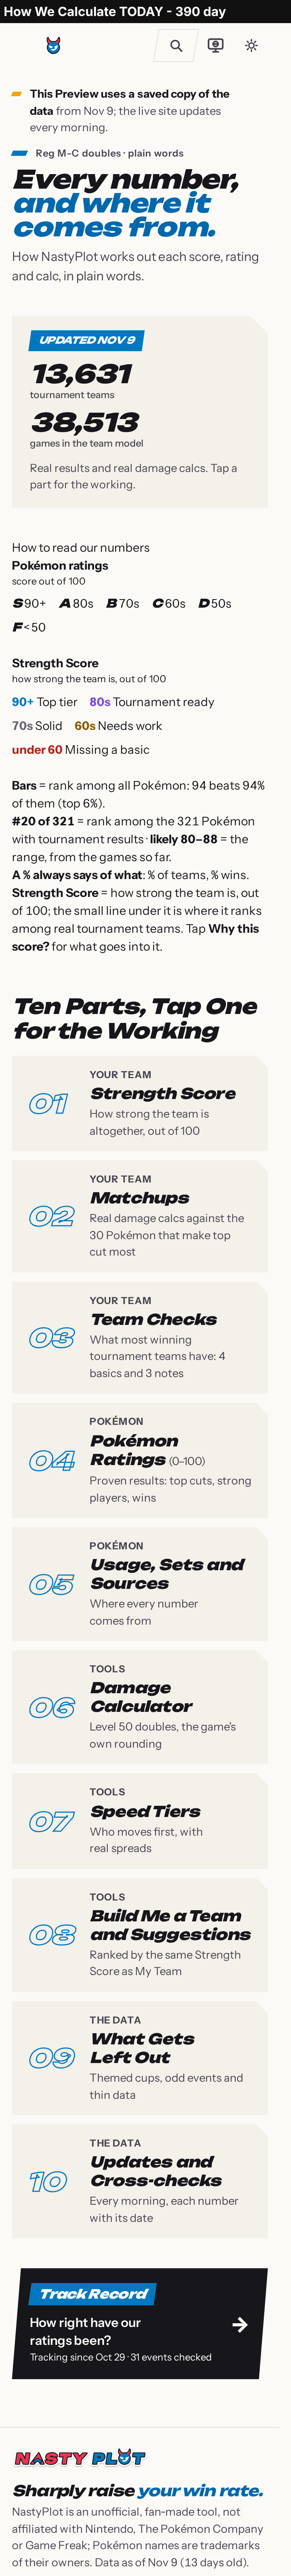 How We Calculate TODAY - 390 day
This Preview uses a saved copy of the
data from Nov 9; the live site updates
every morning.
Reg M-C doubles · plain words
Every number,
and where it
comes from.
How NastyPlot works out each score, rating
and calc, in plain words.
UPDATED NOV 9
13,631
tournament teams
38,513
games in the team model
Real results and real damage calcs. Tap a
part for the working.
How to read our numbers
Pokémon ratings
score out of 100
S 90+ A 80s B 70s C 60s D 50s
F <50
Strength Score
how strong the team is, out of 100
90+ Top tier 80s Tournament ready
70s Solid 60s Needs work
under 60 Missing a basic
Bars = rank among all Pokémon: 94 beats 94%
of them (top 6%).
#20 of 321 = rank among the 321 Pokémon
with tournament results · likely 80–88 = the
range, from the games so far.
A % always says of what: % of teams, % wins.
Strength Score = how strong the team is, out
of 100; the small line under it is where it ranks
among real tournament teams. Tap Why this
score? for what goes into it.
Ten Parts, Tap One
for the Working
YOUR TEAM
01 Strength Score
How strong the team is
altogether, out of 100
YOUR TEAM
02 Matchups
Real damage calcs against the
30 Pokémon that make top
cut most
YOUR TEAM
03 Team Checks
What most winning
tournament teams have: 4
basics and 3 notes
POKÉMON
04 Pokémon
Ratings (0–100)
Proven results: top cuts, strong
players, wins
POKÉMON
05 Usage, Sets and
Sources
Where every number
comes from
TOOLS
06 Damage
Calculator
Level 50 doubles, the game's
own rounding
TOOLS
07 Speed Tiers
Who moves first, with
real spreads
TOOLS
08 Build Me a Team
and Suggestions
Ranked by the same Strength
Score as My Team
THE DATA
09 What Gets
Left Out
Themed cups, odd events and
thin data
THE DATA
10 Updates and
Cross-checks
Every morning, each number
with its date
Track Record
How right have our
ratings been?
→
Tracking since Oct 29 · 31 events checked
NASTY PLOT
Sharply raise your win rate.
NastyPlot is an unofficial, fan-made tool, not
affiliated with Nintendo, The Pokémon Company
or Game Freak; Pokémon names are trademarks
of their owners. Data as of Nov 9 (13 days old).